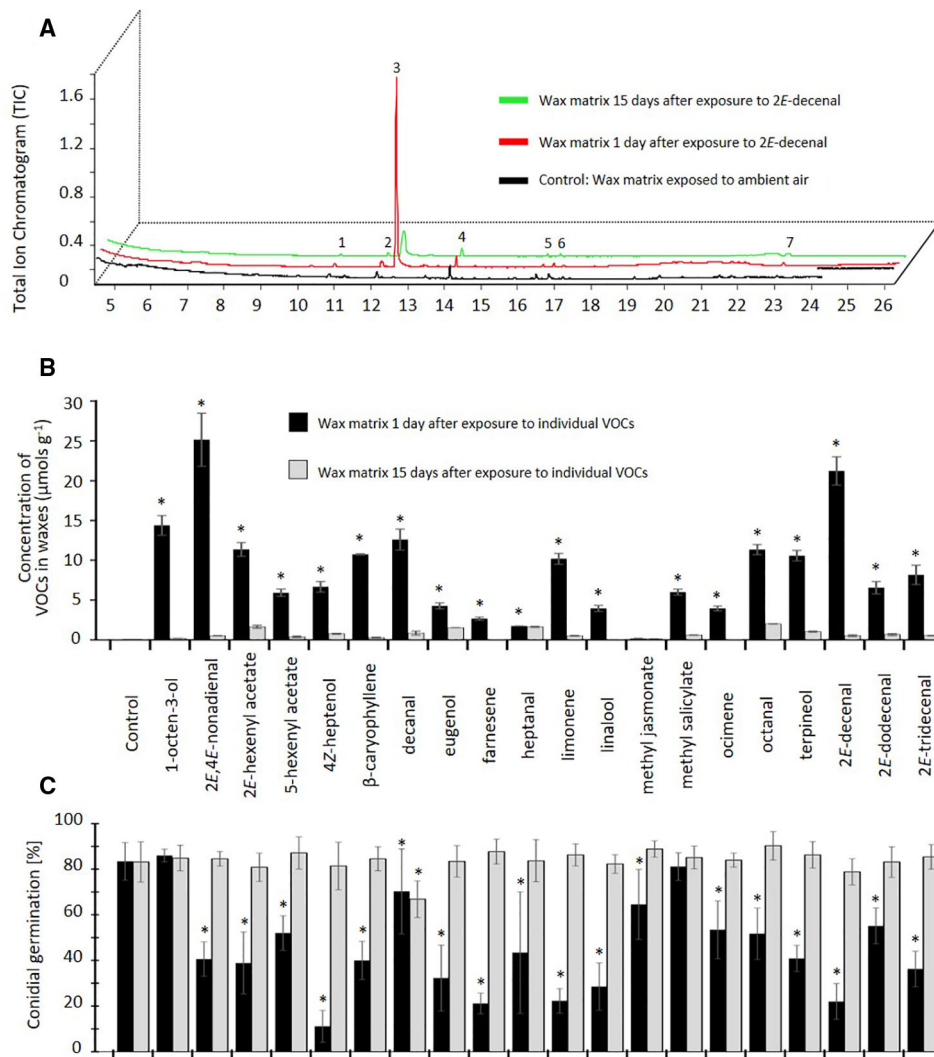 A
Total Ion Chromatogram (TIC)
1.6
1.2
0.8
0.4
0
3
1
2
4
5
6
7
Wax matrix 15 days after exposure to 2E-decenal
Wax matrix 1 day after exposure to 2E-decenal
Control: Wax matrix exposed to ambient air
5 6 7 8 9 10 11 12 13 14 15 16 17 18 19 20 21 22 23 24 25 26
B
Concentration of
VOCs in waxes (µmols g⁻¹)
30
25
20
15
10
5
0
Wax matrix 1 day after exposure to individual VOCs
Wax matrix 15 days after exposure to individual VOCs
* * * * * * * * * * * * * * * * * * *
Control
1-octen-3-ol
2E,4E-nonadienal
2E-hexenyl acetate
5-hexenyl acetate
4Z-heptenol
β-caryophyllene
decanal
eugenol
farnesene
heptanal
limonene
linalool
methyl jasmonate
methyl salicylate
ocimene
octanal
terpineol
2E-decenal
2E-dodecenal
2E-tridecenal
C
Conidial germination [%]
100
80
60
40
20
0
* * * * * * * * * * * * * * * * * * *